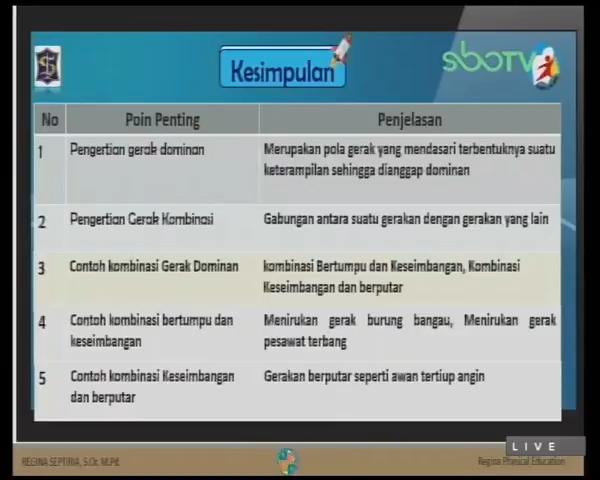 Kesimpulan
sboTV
No Poin Penting Penjelasan
1 Pengertian gerak dominan Merupakan pola gerak yang mendasari terbentuknya suatu
keterampilan sehingga dianggap dominan
2 Pengertian Gerak Kombinasi Gabungan antara suatu gerakan dengan gerakan yang lain
3 Contoh kombinasi Gerak Dominan kombinasi Bertumpu dan Keseimbangan, Kombinasi
Keseimbangan dan berputar
4 Contoh kombinasi bertumpu dan Menirukan gerak burung bangau, Menirukan gerak
keseimbangan pesawat terbang
5 Contoh kombinasi Keseimbangan Gerakan berputar seperti awan tertiup angin
dan berputar
LIVE
REGINA SEPTIRIA, S.Or. M.Pd Regina Phisical Education